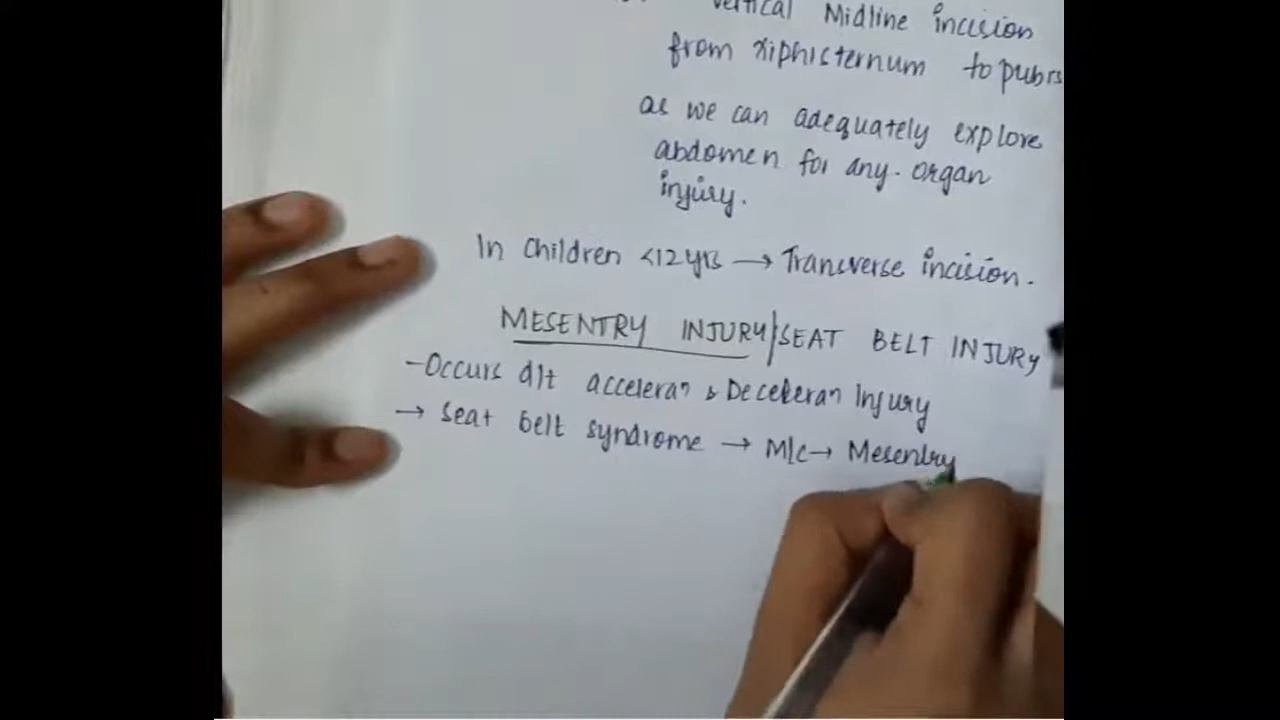 Vertical Midline incision
from xiphisternum to pubis
as we can adequately explore
abdomen for any organ
injury.
In children <12 yrs → Transverse incision.
MESENTRY INJURY/SEAT BELT INJURY
- Occurs d/t acceleran & Deceleran Injury
→ Seat belt syndrome → M/c → Mesentry